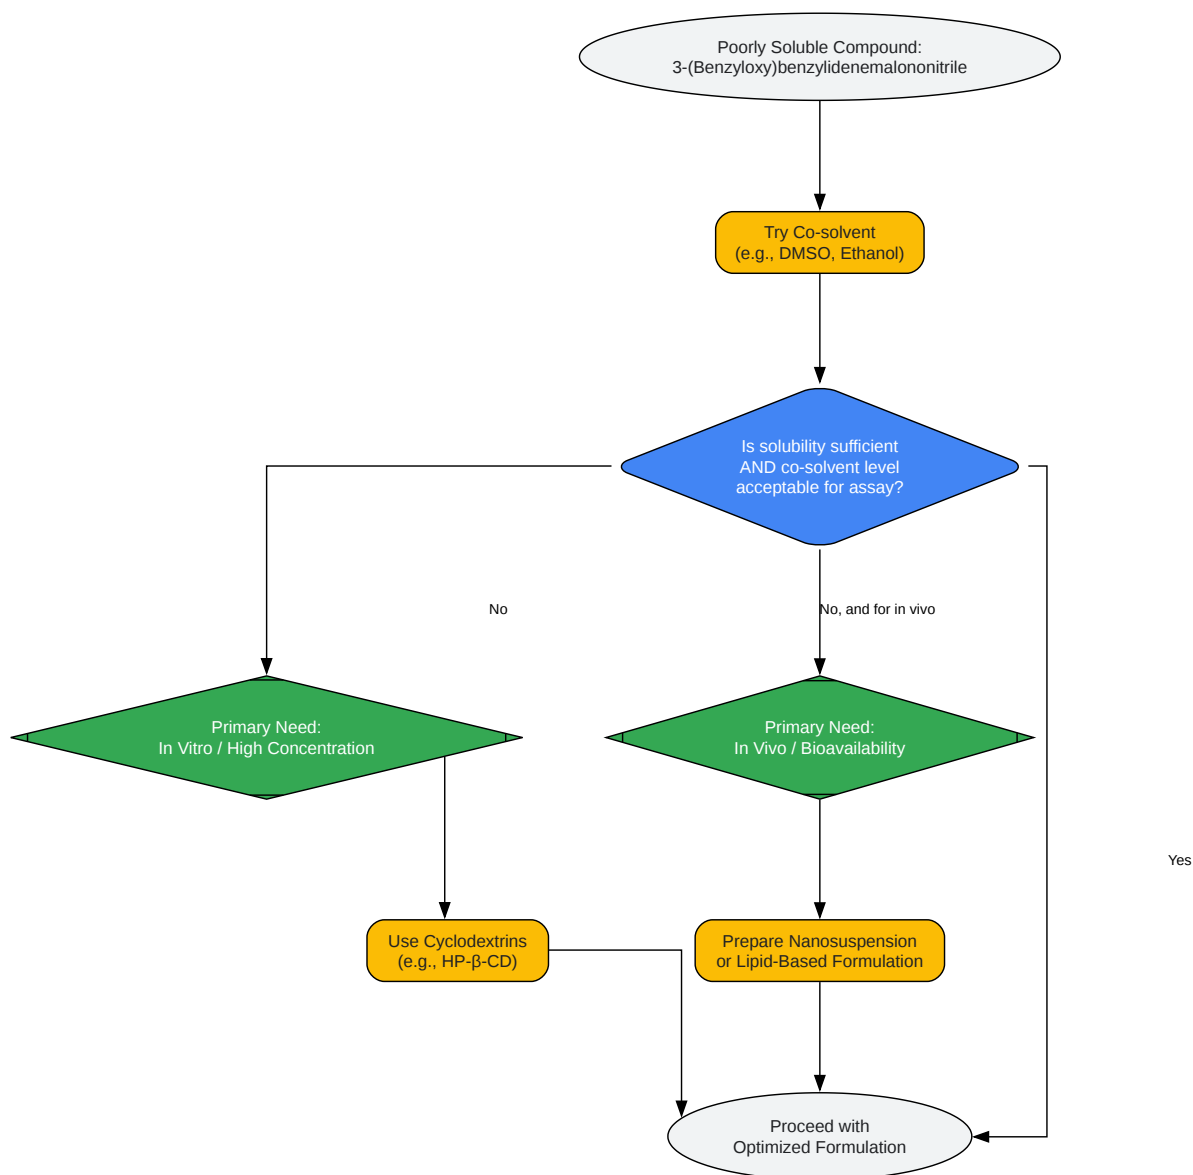 Poorly Soluble Compound:
3-(Benzyloxy)benzylidenemalononitrile
Try Co-solvent
(e.g., DMSO, Ethanol)
Is solubility sufficient
AND co-solvent level
acceptable for assay?
No
No, and for in vivo
Primary Need:
In Vitro / High Concentration
Primary Need:
In Vivo / Bioavailability
Yes
Use Cyclodextrins
(e.g., HP-β-CD)
Prepare Nanosuspension
or Lipid-Based Formulation
Proceed with
Optimized Formulation